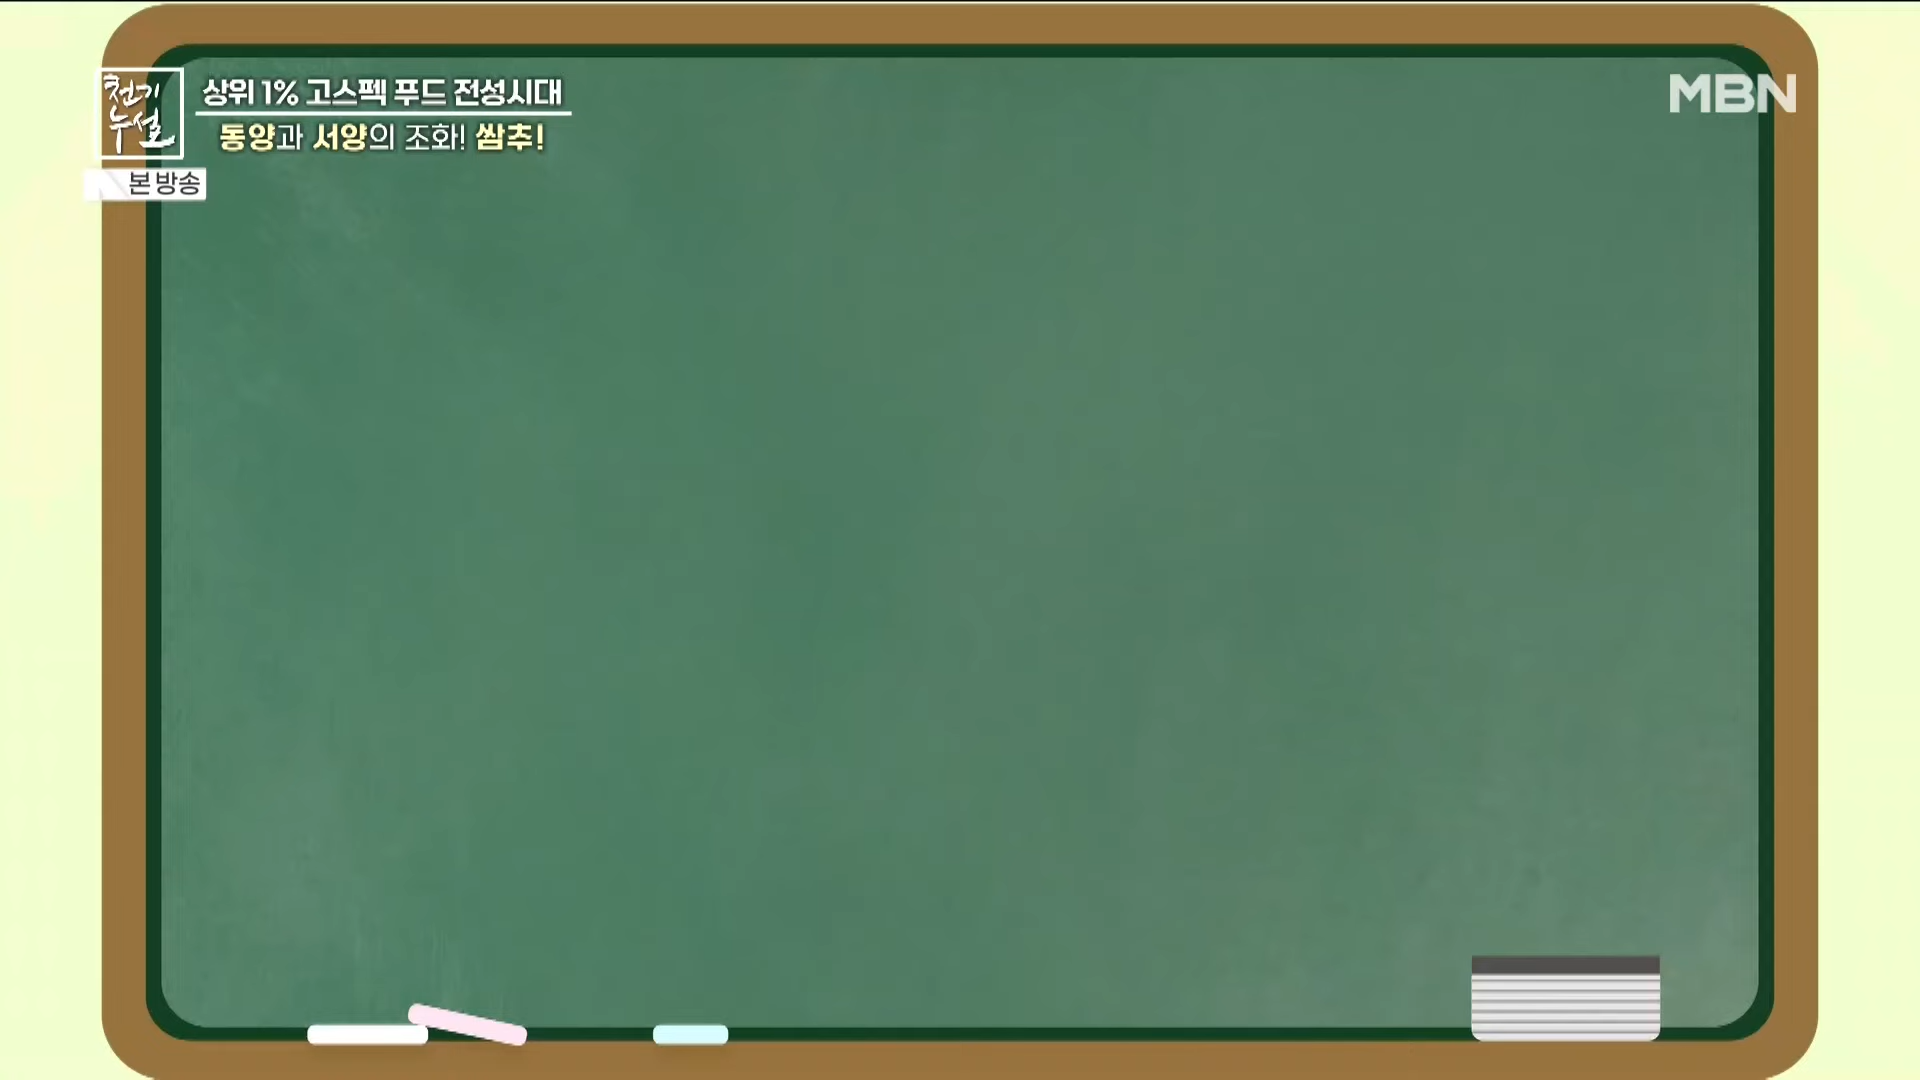 천기
누설
상위 1% 고스펙 푸드 전성시대
동양과 서양의 조화! 쌈추!
본방송
MBN